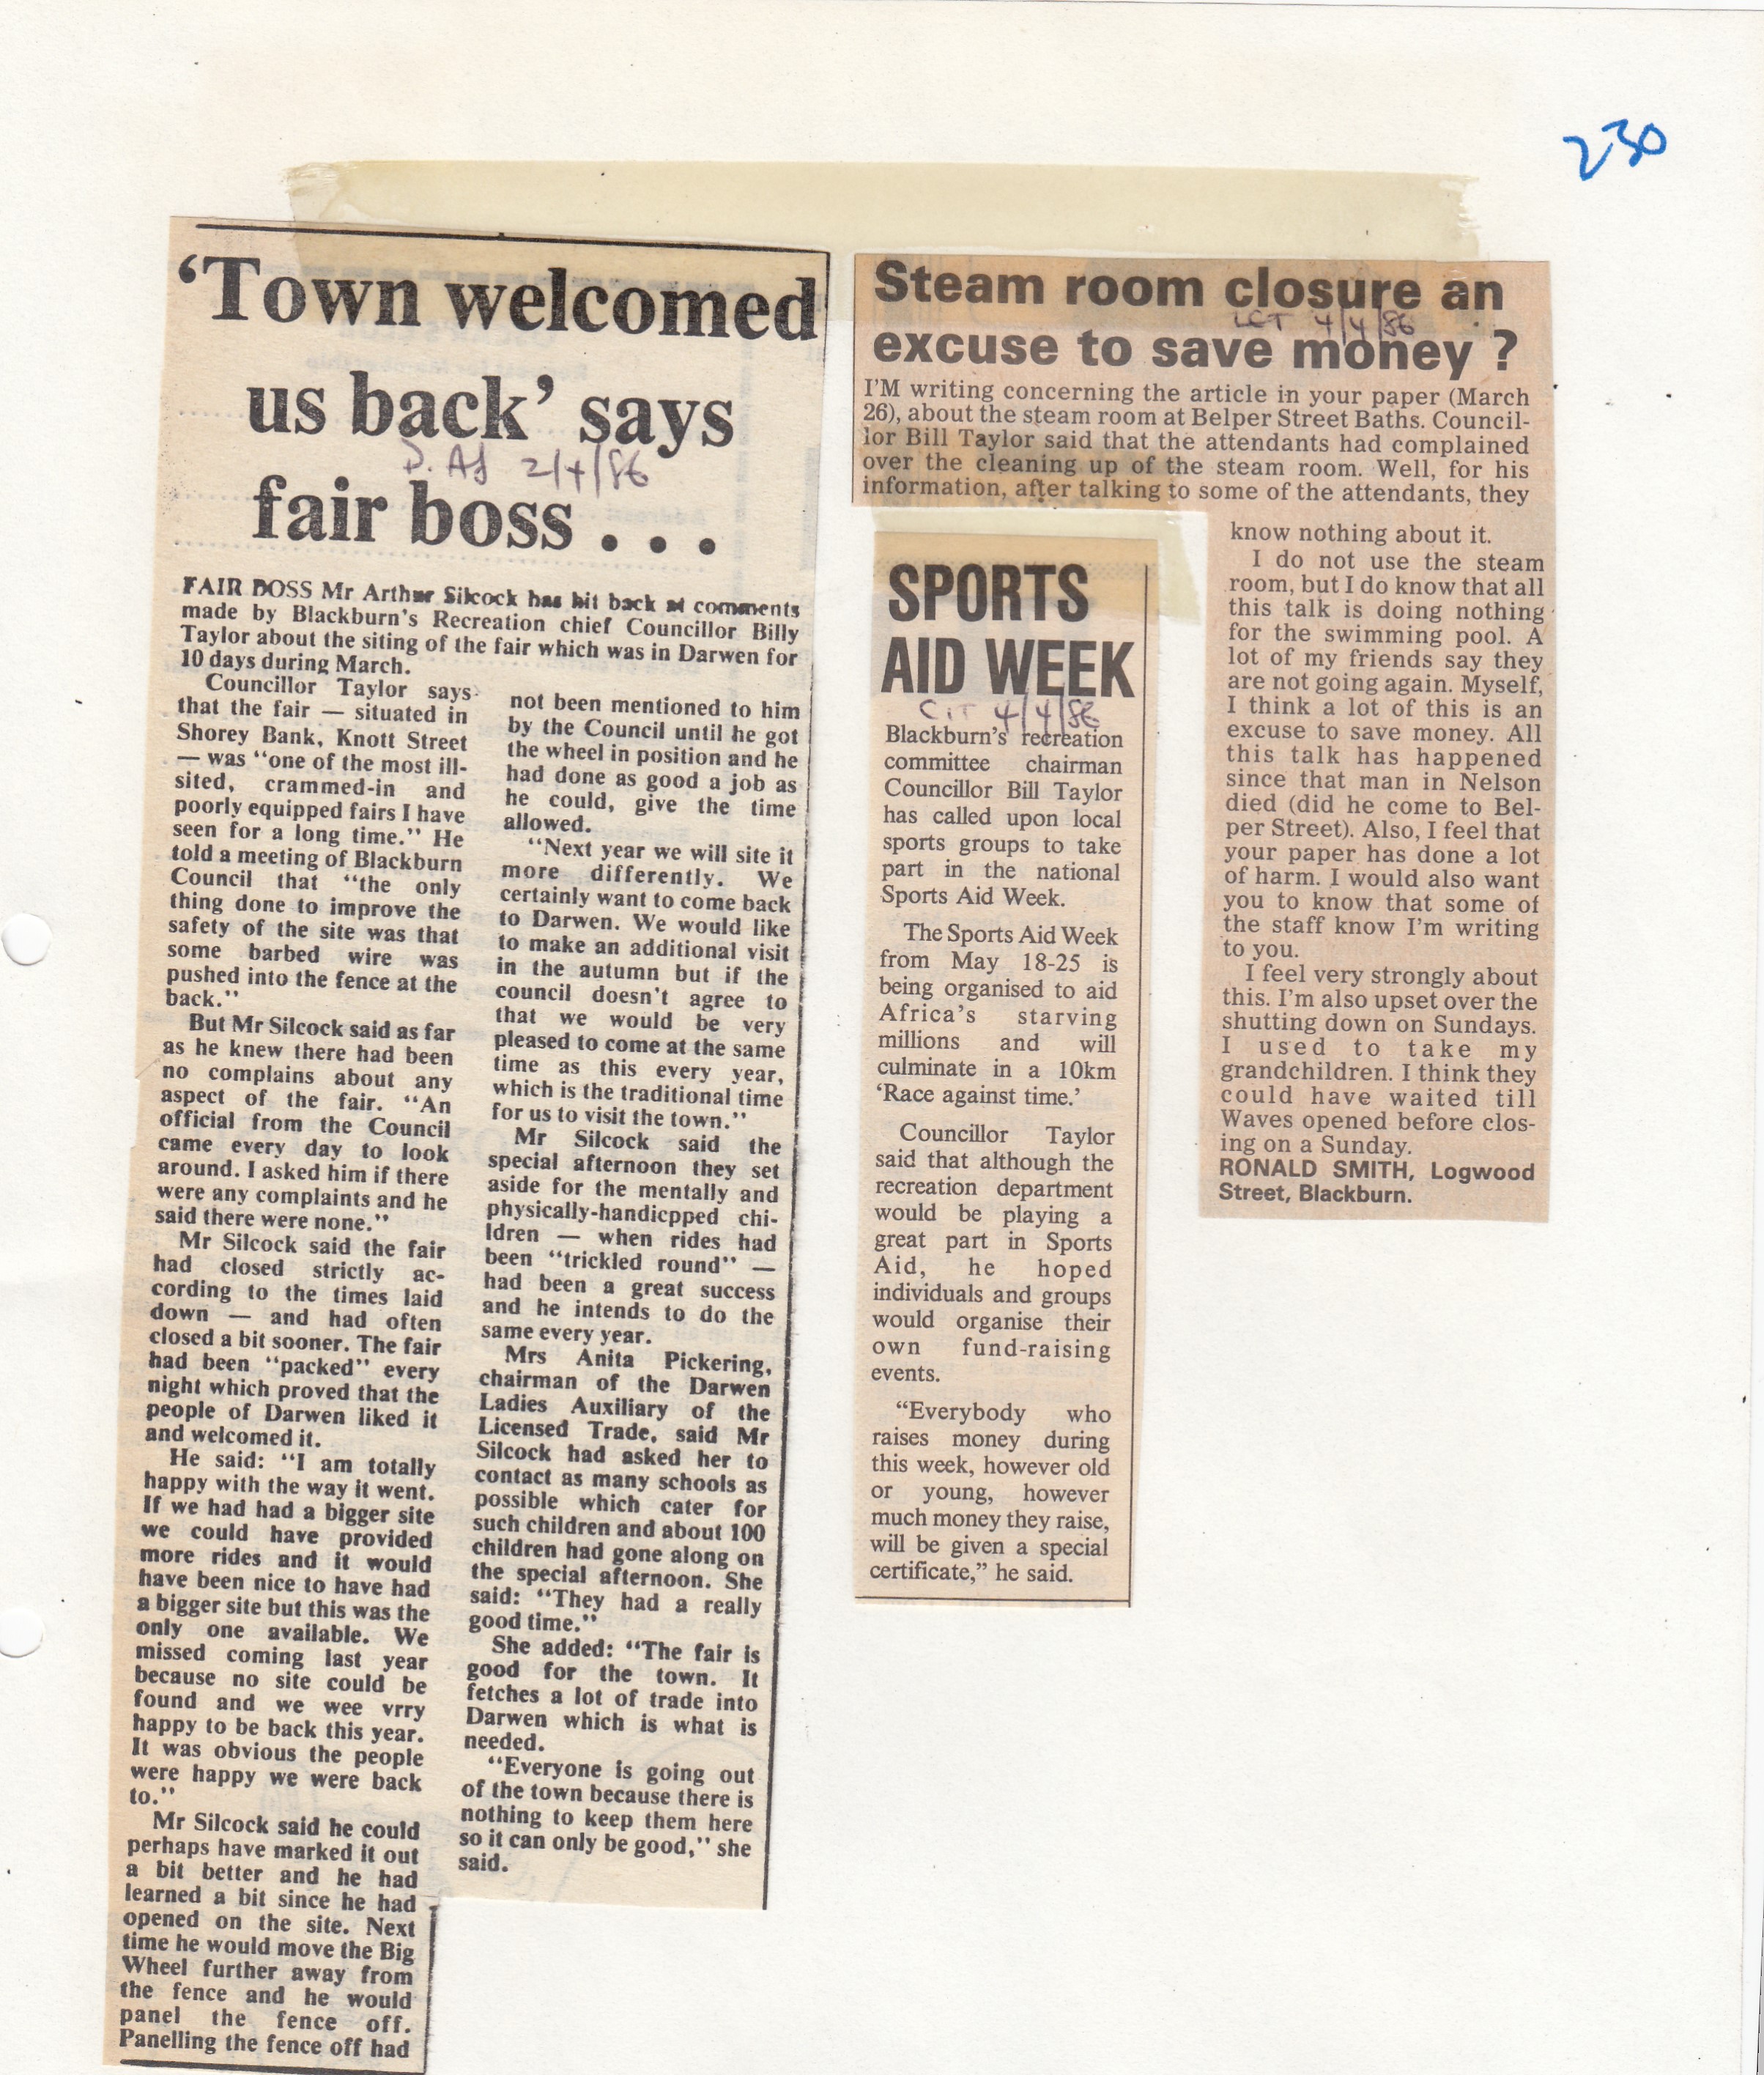 230
‘Town welcomed
us back’ says
D. Ad 2/4/86
fair boss . . .
FAIR BOSS Mr Arthur Silcock has hit back at comments
made by Blackburn’s Recreation chief Councillor Billy
Taylor about the siting of the fair which was in Darwen for
10 days during March.
Councillor Taylor says
that the fair — situated in
Shorey Bank, Knott Street
— was “one of the most ill-
sited, crammed-in and
poorly equipped fairs I have
seen for a long time.” He
told a meeting of Blackburn
Council that “the only
thing done to improve the
safety of the site was that
some barbed wire was
pushed into the fence at the
back.”
But Mr Silcock said as far
as he knew there had been
no complains about any
aspect of the fair. “An
official from the Council
came every day to look
around. I asked him if there
were any complaints and he
said there were none.”
Mr Silcock said the fair
had closed strictly ac-
cording to the times laid
down — and had often
closed a bit sooner. The fair
had been “packed” every
night which proved that the
people of Darwen liked it
and welcomed it.
He said: “I am totally
happy with the way it went.
If we had had a bigger site
we could have provided
more rides and it would
have been nice to have had
a bigger site but this was the
only one available. We
missed coming last year
because no site could be
found and we wee vrry
happy to be back this year.
It was obvious the people
were happy we were back
to.”
Mr Silcock said he could
perhaps have marked it out
a bit better and he had
learned a bit since he had
opened on the site. Next
time he would move the Big
Wheel further away from
the fence and he would
panel the fence off.
Panelling the fence off had
not been mentioned to him
by the Council until he got
the wheel in position and he
had done as good a job as
he could, give the time
allowed.
“Next year we will site it
more differently. We
certainly want to come back
to Darwen. We would like
to make an additional visit
in the autumn but if the
council doesn’t agree to
that we would be very
pleased to come at the same
time as this every year,
which is the traditional time
for us to visit the town.”
Mr Silcock said the
special afternoon they set
aside for the mentally and
physically-handicpped chi-
ldren — when rides had
been “trickled round” —
had been a great success
and he intends to do the
same every year.
Mrs Anita Pickering,
chairman of the Darwen
Ladies Auxiliary of the
Licensed Trade, said Mr
Silcock had asked her to
contact as many schools as
possible which cater for
such children and about 100
children had gone along on
the special afternoon. She
said: “They had a really
good time.”
She added: “The fair is
good for the town. It
fetches a lot of trade into
Darwen which is what is
needed.
“Everyone is going out
of the town because there is
nothing to keep them here
so it can only be good,” she
said.
Steam room closure an
LET 4/4/86
excuse to save money ?
I’M writing concerning the article in your paper (March
26), about the steam room at Belper Street Baths. Council-
lor Bill Taylor said that the attendants had complained
over the cleaning up of the steam room. Well, for his
information, after talking to some of the attendants, they
know nothing about it.
I do not use the steam
room, but I do know that all
this talk is doing nothing
for the swimming pool. A
lot of my friends say they
are not going again. Myself,
I think a lot of this is an
excuse to save money. All
this talk has happened
since that man in Nelson
died (did he come to Bel-
per Street). Also, I feel that
your paper has done a lot
of harm. I would also want
you to know that some of
the staff know I’m writing
to you.
I feel very strongly about
this. I’m also upset over the
shutting down on Sundays.
I used to take my
grandchildren. I think they
could have waited till
Waves opened before clos-
ing on a Sunday.
RONALD SMITH, Logwood
Street, Blackburn.
SPORTS
AID WEEK
CIT 4/4/86
Blackburn’s recreation
committee chairman
Councillor Bill Taylor
has called upon local
sports groups to take
part in the national
Sports Aid Week.
The Sports Aid Week
from May 18-25 is
being organised to aid
Africa’s starving
millions and will
culminate in a 10km
‘Race against time.’
Councillor Taylor
said that although the
recreation department
would be playing a
great part in Sports
Aid, he hoped
individuals and groups
would organise their
own fund-raising
events.
“Everybody who
raises money during
this week, however old
or young, however
much money they raise,
will be given a special
certificate,” he said.